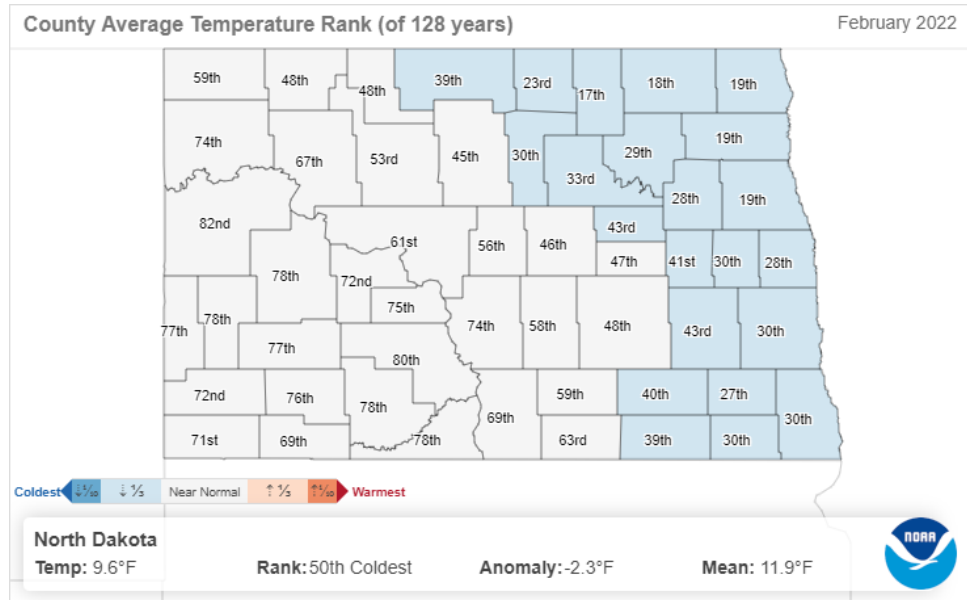 County Average Temperature Rank (of 128 years) February 2022
59th 48th 48th 39th 23rd 17th 18th 19th
74th 67th 53rd 45th 30th 33rd 29th 19th
82nd 61st 56th 46th 43rd 28th 19th
78th 72nd 47th 41st 30th 28th
77th 78th 77th 75th 74th 58th 48th 43rd 30th
80th
72nd 76th 78th 69th 59th 40th 27th 30th
71st 69th 78th 63rd 39th 30th
Coldest ↓1/10 ↓ 1/3 Near Normal ↑ 1/3 ↑1/10 Warmest
North Dakota
Temp: 9.6°F Rank:50th Coldest Anomaly:-2.3°F Mean: 11.9°F
NOAA